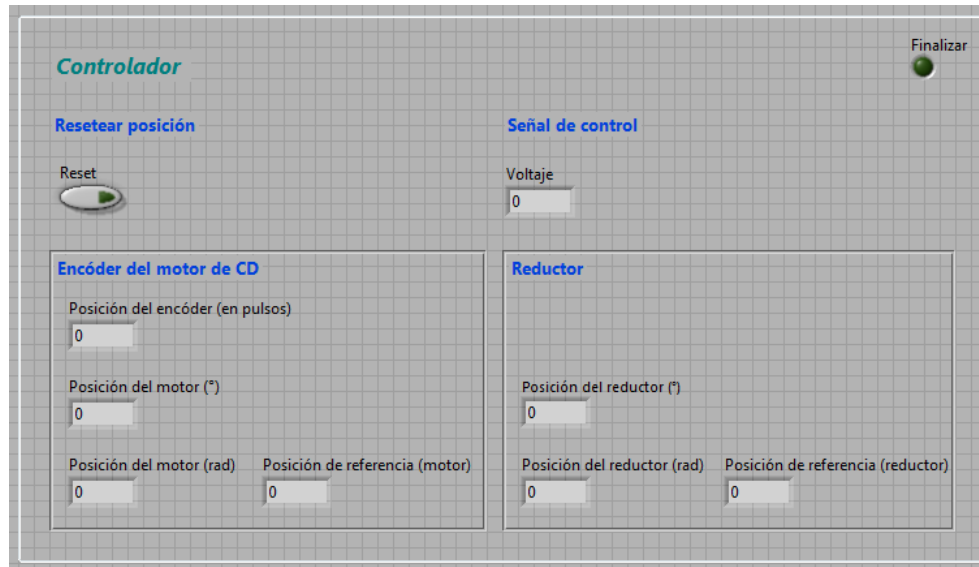 Finalizar
Controlador
Resetear posición
Señal de control
Reset
Voltaje
0
Encóder del motor de CD
Posición del encóder (en pulsos)
0
Posición del motor (°)
0
Posición del motor (rad) Posición de referencia (motor)
0 0
Reductor
Posición del reductor (°)
0
Posición del reductor (rad) Posición de referencia (reductor)
0 0